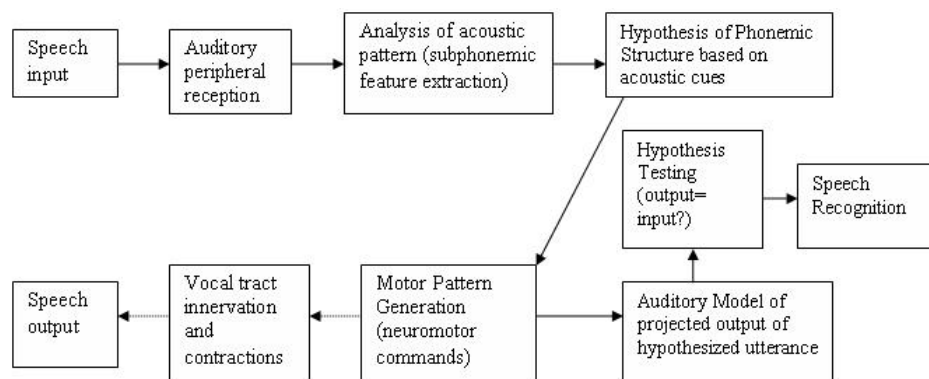 Speech
input
Auditory
peripheral
reception
Analysis of acoustic
pattern (subphonemic
feature extraction)
Hypothesis of Phonemic
Structure based on
acoustic cues
Hypothesis
Testing
(output=
input?)
Speech
Recognition
Speech
output
Vocal tract
innervation
and
contractions
Motor Pattern
Generation
(neuromotor
commands)
Auditory Model of
projected output of
hypothesized utterance